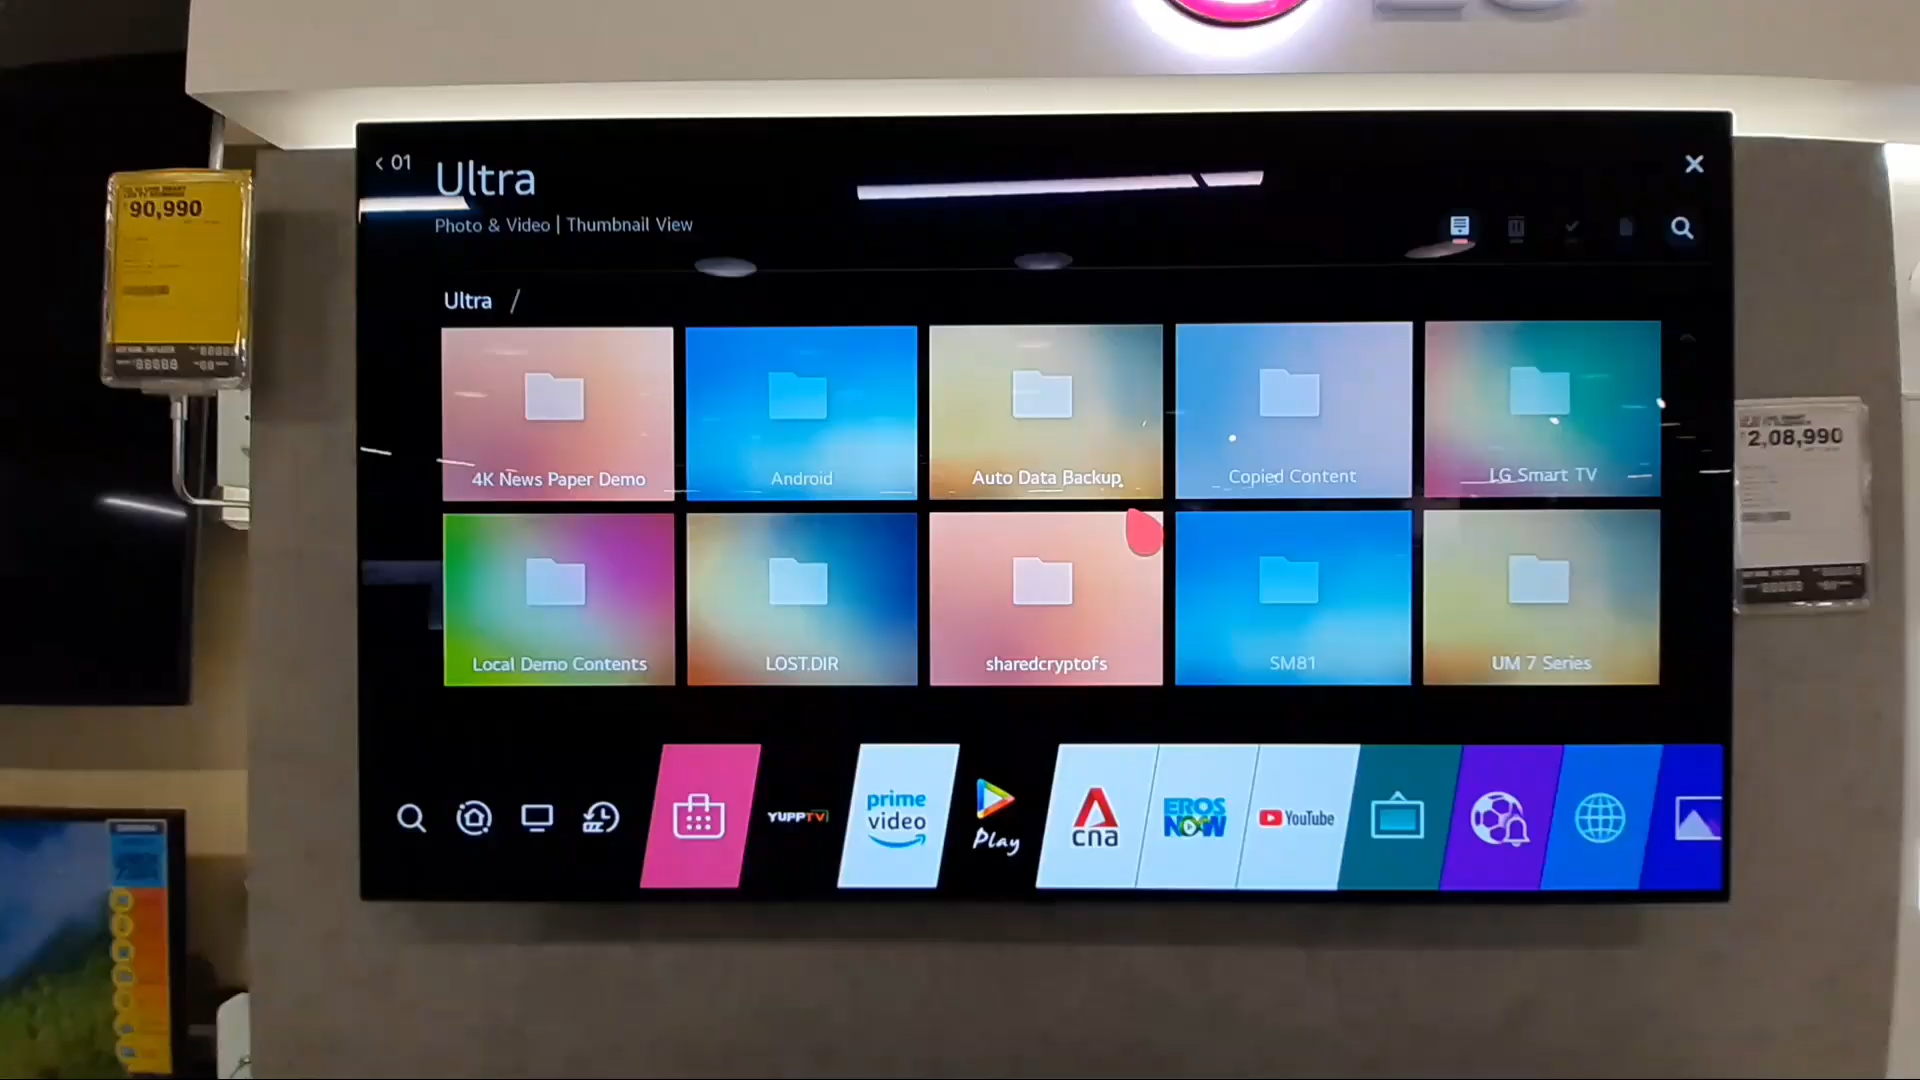 90,990
< 01
Ultra
Photo & Video | Thumbnail View
Ultra /
4K News Paper Demo
Android
Auto Data Backup
Copied Content
LG Smart TV
Local Demo Contents
LOST.DIR
sharedcryptofs
SM81
UM 7 Series
YUPPTV
prime
video
Play
cna
EROS
NOW
YouTube
2,08,990